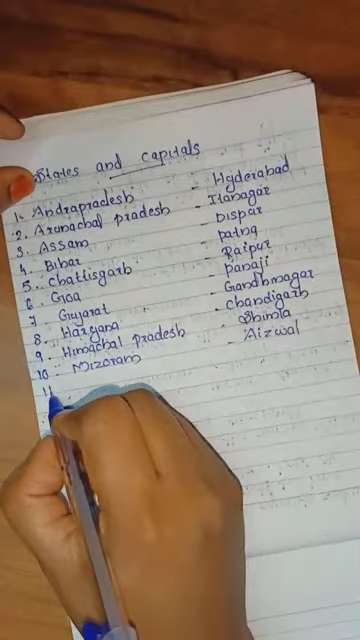 States and Capitals
1. Andrapradesh - Hyderabad
2. Arunachal pradesh - Itanagar
3. Assam - Dispur
4. Bihar - patna
5. chattisgarh - Raipur
6. Goa - panaji
7. Gujarat - Gandhinagar
8. Haryana - chandigarh
9. Himachal pradesh - Shimla
10. Mizoram - Aizwal
11